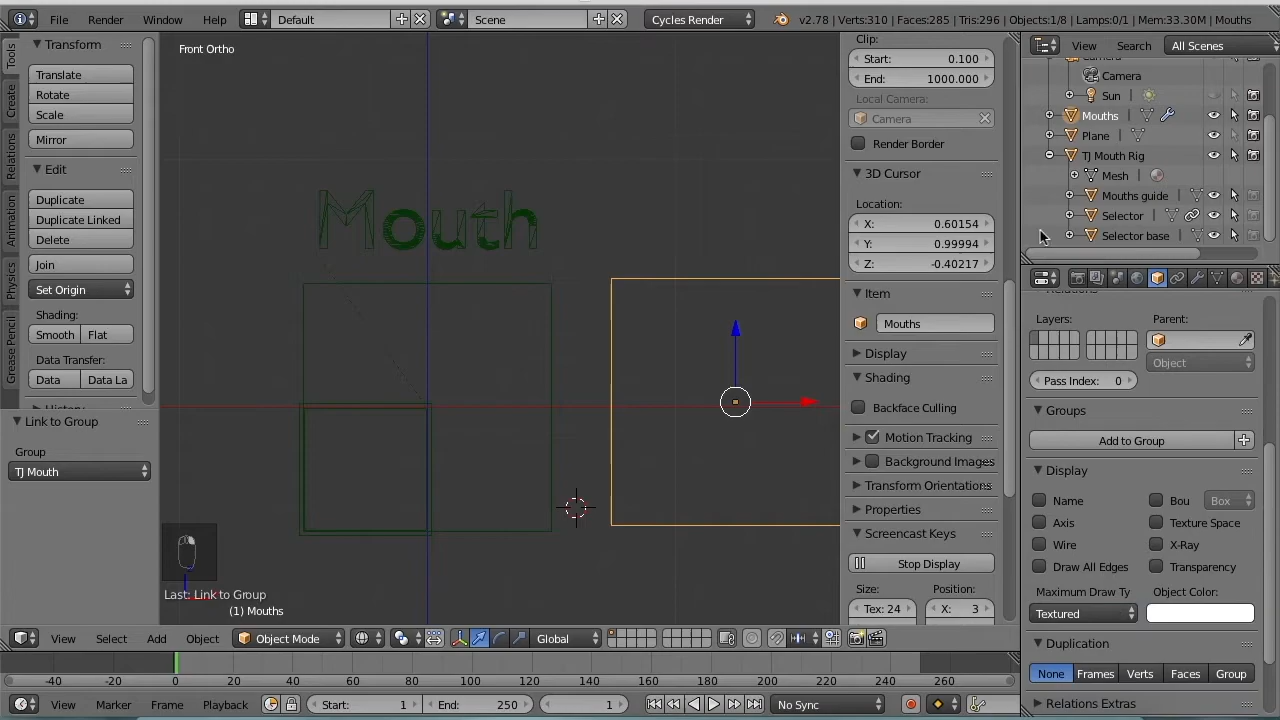 File Render Window Help Default Scene Cycles Render v2.78 | Verts:310 | Faces:285 | Tris:296 | Objects:1/8 | Lamps:0/1 | Mem:33.30M | Mouths
Tools
Create
Relations
Animation
Physics
Grease Pencil
Transform
Translate
Rotate
Scale
Mirror
Edit
Duplicate
Duplicate Linked
Delete
Join
Set Origin
Shading:
Smooth Flat
Data Transfer:
Data Data La
Link to Group
Group
TJ Mouth
Front Ortho
Mouth
Last: Link to Group
(1) Mouths
Clip:
Start: 0.100
End: 1000.000
Local Camera:
Camera
Render Border
3D Cursor
Location:
X: 0.60154
Y: 0.99994
Z: -0.40217
Item
Mouths
Display
Shading
Backface Culling
Motion Tracking
Background Images
Transform Orientations
Properties
Screencast Keys
Stop Display
Size: Position:
Tex: 24 X: 3
View Search All Scenes
Camera
Sun
Mouths
Plane
TJ Mouth Rig
Mesh
Mouths guide
Selector
Selector base
Layers: Parent:
Object
Pass Index: 0
Groups
Add to Group
Display
Name Bou Box
Axis Texture Space
Wire X-Ray
Draw All Edges Transparency
Maximum Draw Ty Object Color:
Textured
Duplication
None Frames Verts Faces Group
Relations Extras
View Select Add Object Object Mode Global
-40 -20 0 20 40 60 80 100 120 140 160 180 200 220 240 260
View Marker Frame Playback Start: 1 End: 250 1 No Sync